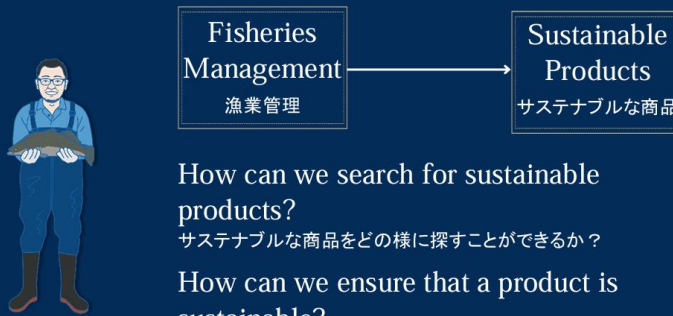 Fisheries
Management
漁業管理
Sustainable
Products
サステナブルな商品
How can we search for sustainable
products?
サステナブルな商品をどの様に探すことができるか？
How can we ensure that a product is
sustainable?